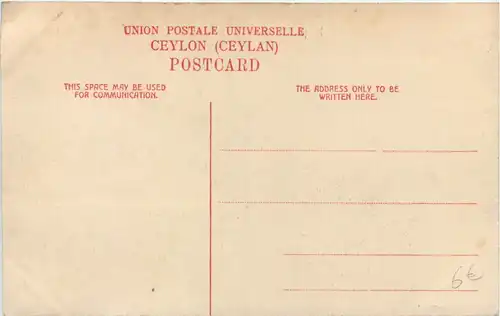 UNION POSTALE UNIVERSELLE
CEYLON (CEYLAN)
POSTCARD
THIS SPACE MAY BE USED
FOR COMMUNICATION.
THE ADDRESS ONLY TO BE
WRITTEN HERE.
6€